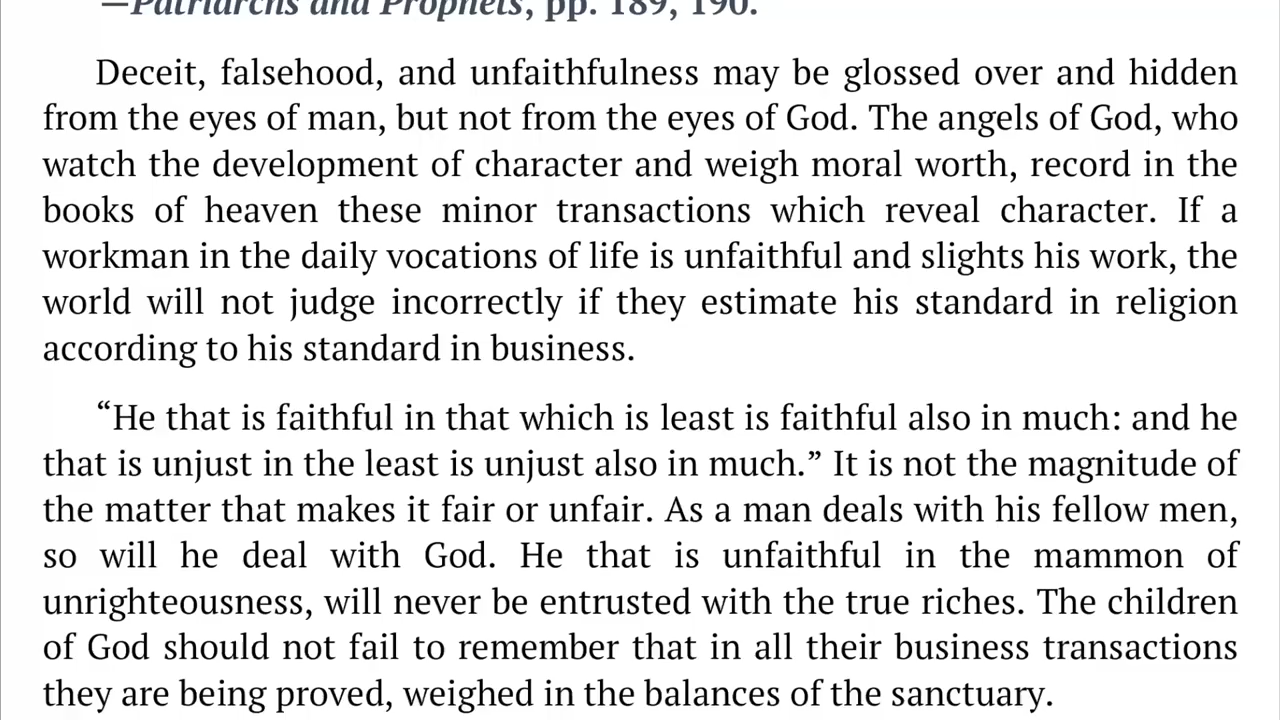 —Patriarchs and Prophets, pp. 189, 190.
Deceit, falsehood, and unfaithfulness may be glossed over and hidden
from the eyes of man, but not from the eyes of God. The angels of God, who
watch the development of character and weigh moral worth, record in the
books of heaven these minor transactions which reveal character. If a
workman in the daily vocations of life is unfaithful and slights his work, the
world will not judge incorrectly if they estimate his standard in religion
according to his standard in business.
“He that is faithful in that which is least is faithful also in much: and he
that is unjust in the least is unjust also in much.” It is not the magnitude of
the matter that makes it fair or unfair. As a man deals with his fellow men,
so will he deal with God. He that is unfaithful in the mammon of
unrighteousness, will never be entrusted with the true riches. The children
of God should not fail to remember that in all their business transactions
they are being proved, weighed in the balances of the sanctuary.